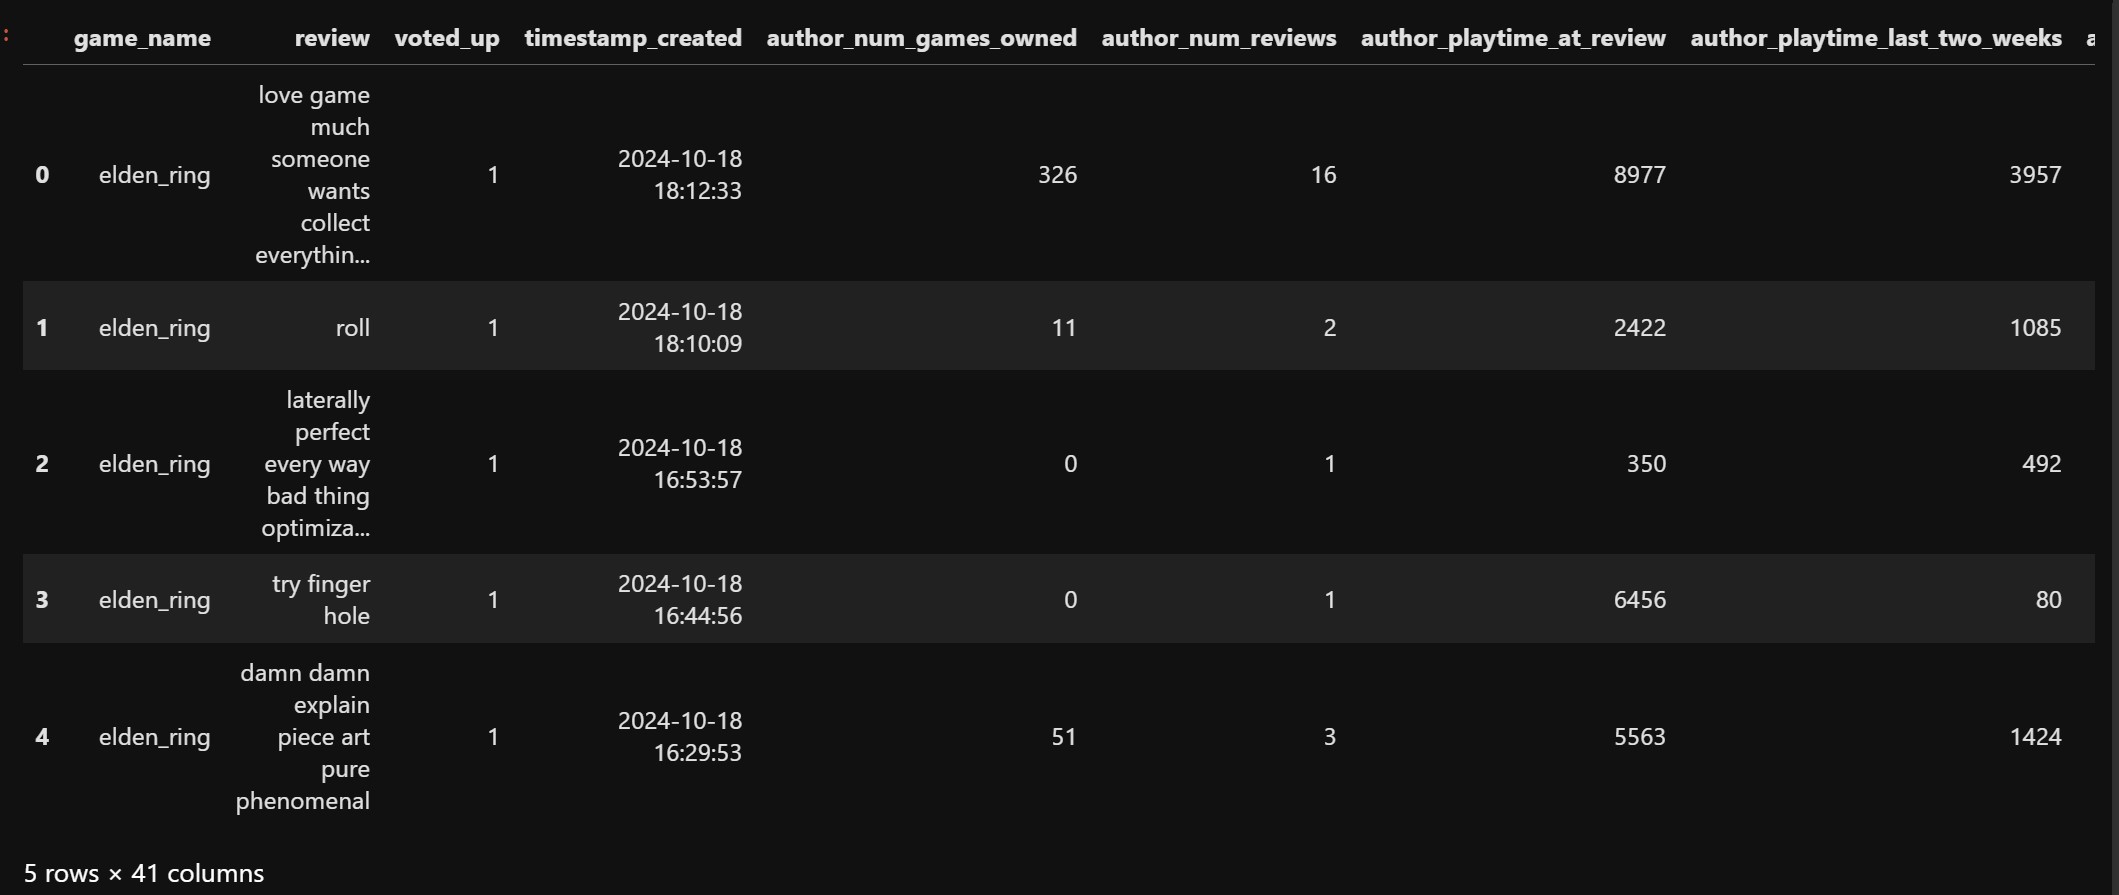 game_name review voted_up timestamp_created author_num_games_owned author_num_reviews author_playtime_at_review author_playtime_last_two_weeks
love game
much
someone
wants
collect
everythin...
0 elden_ring 1 2024-10-18 18:12:33 326 16 8977 3957
1 elden_ring roll 1 2024-10-18 18:10:09 11 2 2422 1085
laterally
perfect
every way
bad thing
optimiza...
2 elden_ring 1 2024-10-18 16:53:57 0 1 350 492
try finger
hole
3 elden_ring 1 2024-10-18 16:44:56 0 1 6456 80
damn damn
explain
piece art
pure
phenomenal
4 elden_ring 1 2024-10-18 16:29:53 51 3 5563 1424
5 rows × 41 columns